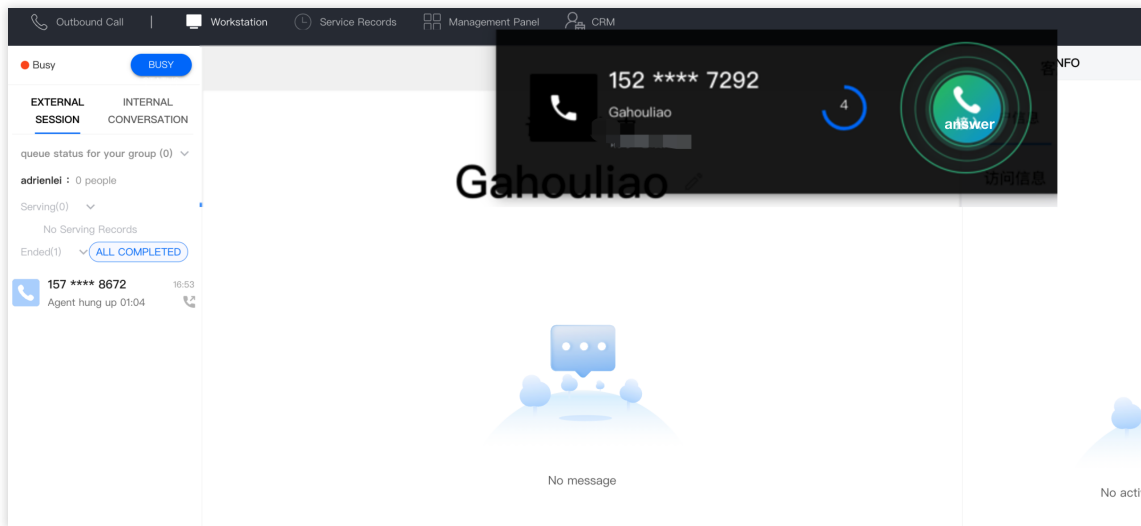 Outbound Call | Workstation Service Records Management Panel CRM
Busy BUSY
EXTERNAL SESSION
INTERNAL CONVERSATION
queue status for your group (0)
adrienlei : 0 people
Serving(0)
No Serving Records
Ended(1) ALL COMPLETED
157 **** 8672 16:53
Agent hung up 01:04
152 **** 7292
Gahouliao
4
answer
NFO
访问信息
Gahouliao
No message
No acti